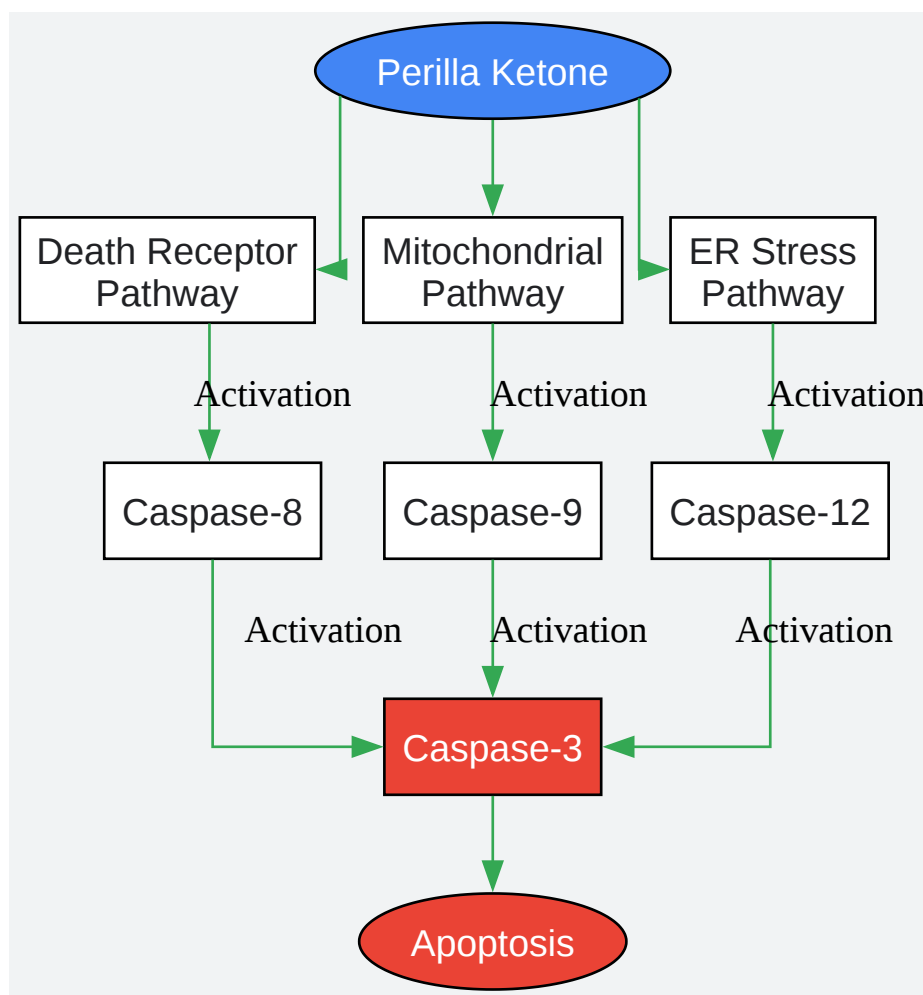 Perilla Ketone
Death Receptor
Pathway
Mitochondrial
Pathway
ER Stress
Pathway
Activation
Activation
Activation
Caspase-8
Caspase-9
Caspase-12
Activation
Activation
Activation
Caspase-3
Apoptosis